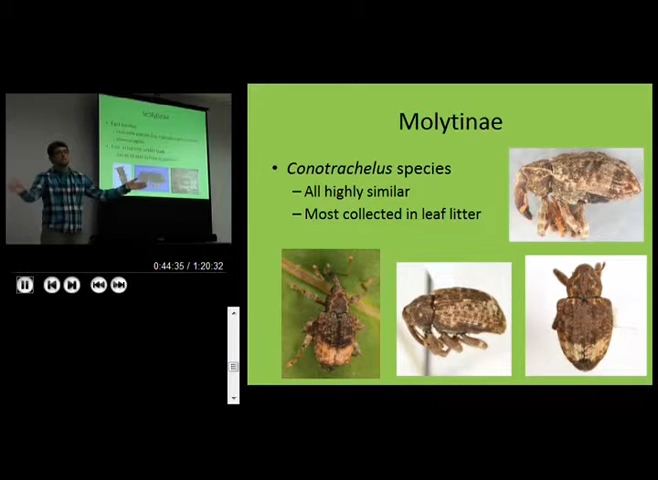 Molytinae
• Conotrachelus species
– All highly similar
– Most collected in leaf litter
0:44:35 / 1:20:32